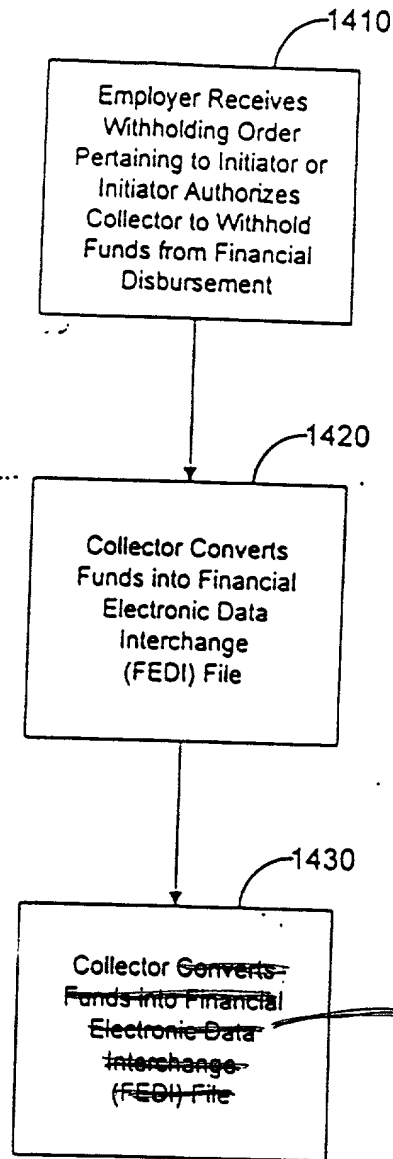 1410
Employer Receives
Withholding Order
Pertaining to Initiator or
Initiator Authorizes
Collector to Withhold
Funds from Financial
Disbursement
1420
Collector Converts
Funds into Financial
Electronic Data
Interchange
(FEDI) File
1430
Collector Converts
Funds into Financial
Electronic Data
Interchange
(FEDI) File